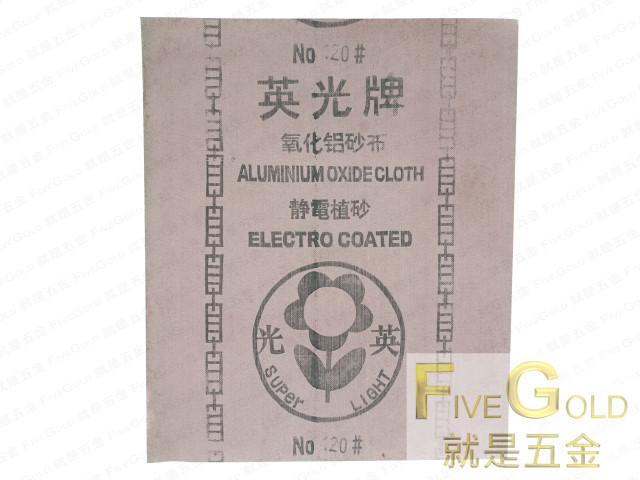 No 120 #
英光牌
氧化铝砂布
ALUMINIUM OXIDE CLOTH
静電植砂
ELECTRO COATED
光 英
SUPer LIGHT
No 120 #
FIVE GOLD
就是五金